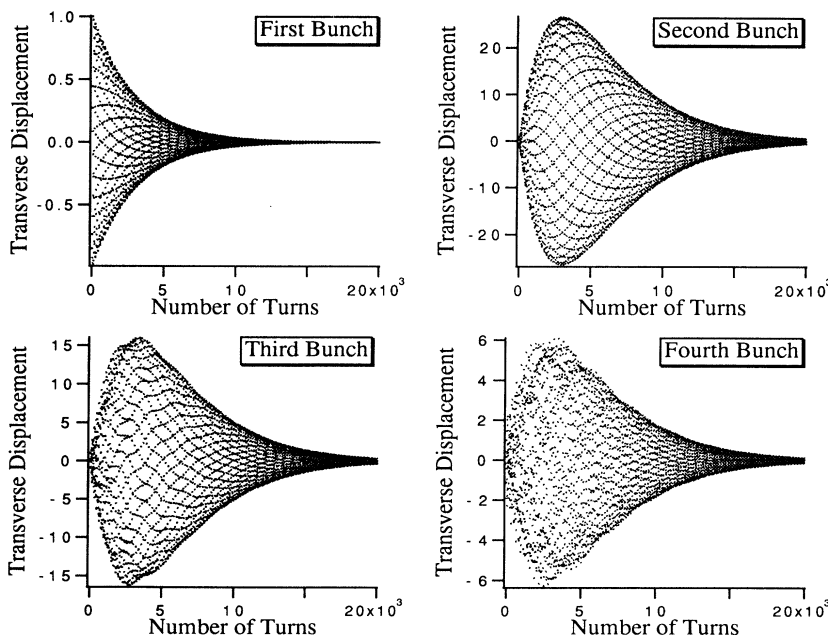 First Bunch
Transverse Displacement
1.0
0.5
0.0
-0.5
0 5 10 20x10³
Number of Turns
Second Bunch
Transverse Displacement
20
10
0
-10
-20
0 5 10 20x10³
Number of Turns
Third Bunch
Transverse Displacement
15
10
5
0
-5
-10
-15
0 5 10 20x10³
Number of Turns
Fourth Bunch
Transverse Displacement
6
4
2
0
-2
-4
-6
0 5 10 20x10³
Number of Turns